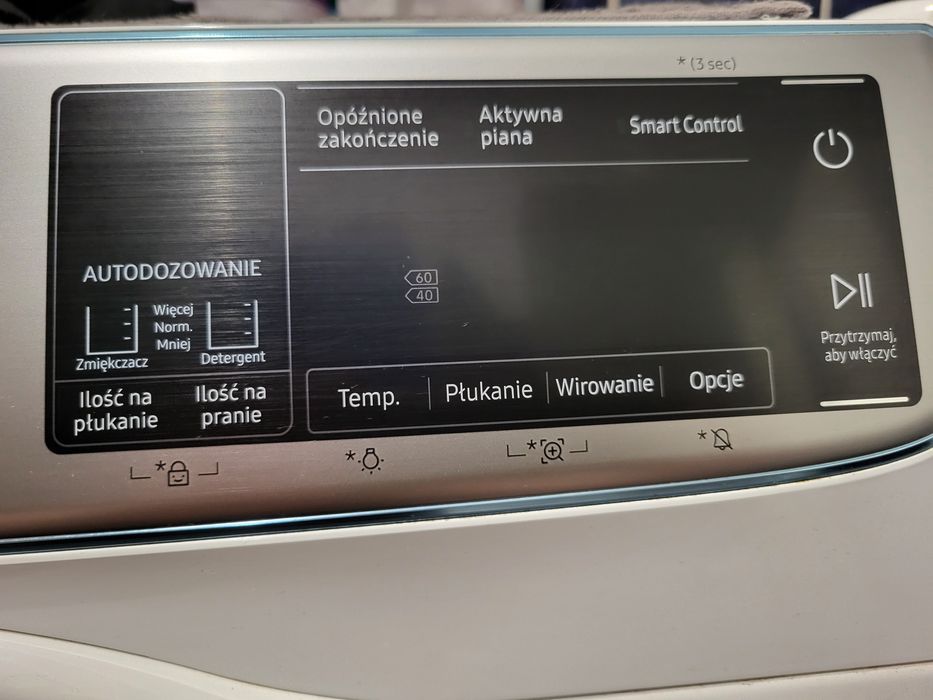 * (3 sec)
Opóźnione
zakończenie
Aktywna
piana
Smart Control
AUTODOZOWANIE
Więcej
Norm.
Mniej
Zmiękczacz
Detergent
Ilość na
płukanie
Ilość na
pranie
60
40
Temp.
Płukanie
Wirowanie
Opcje
Przytrzymaj,
aby włączyć
*
*
*
*